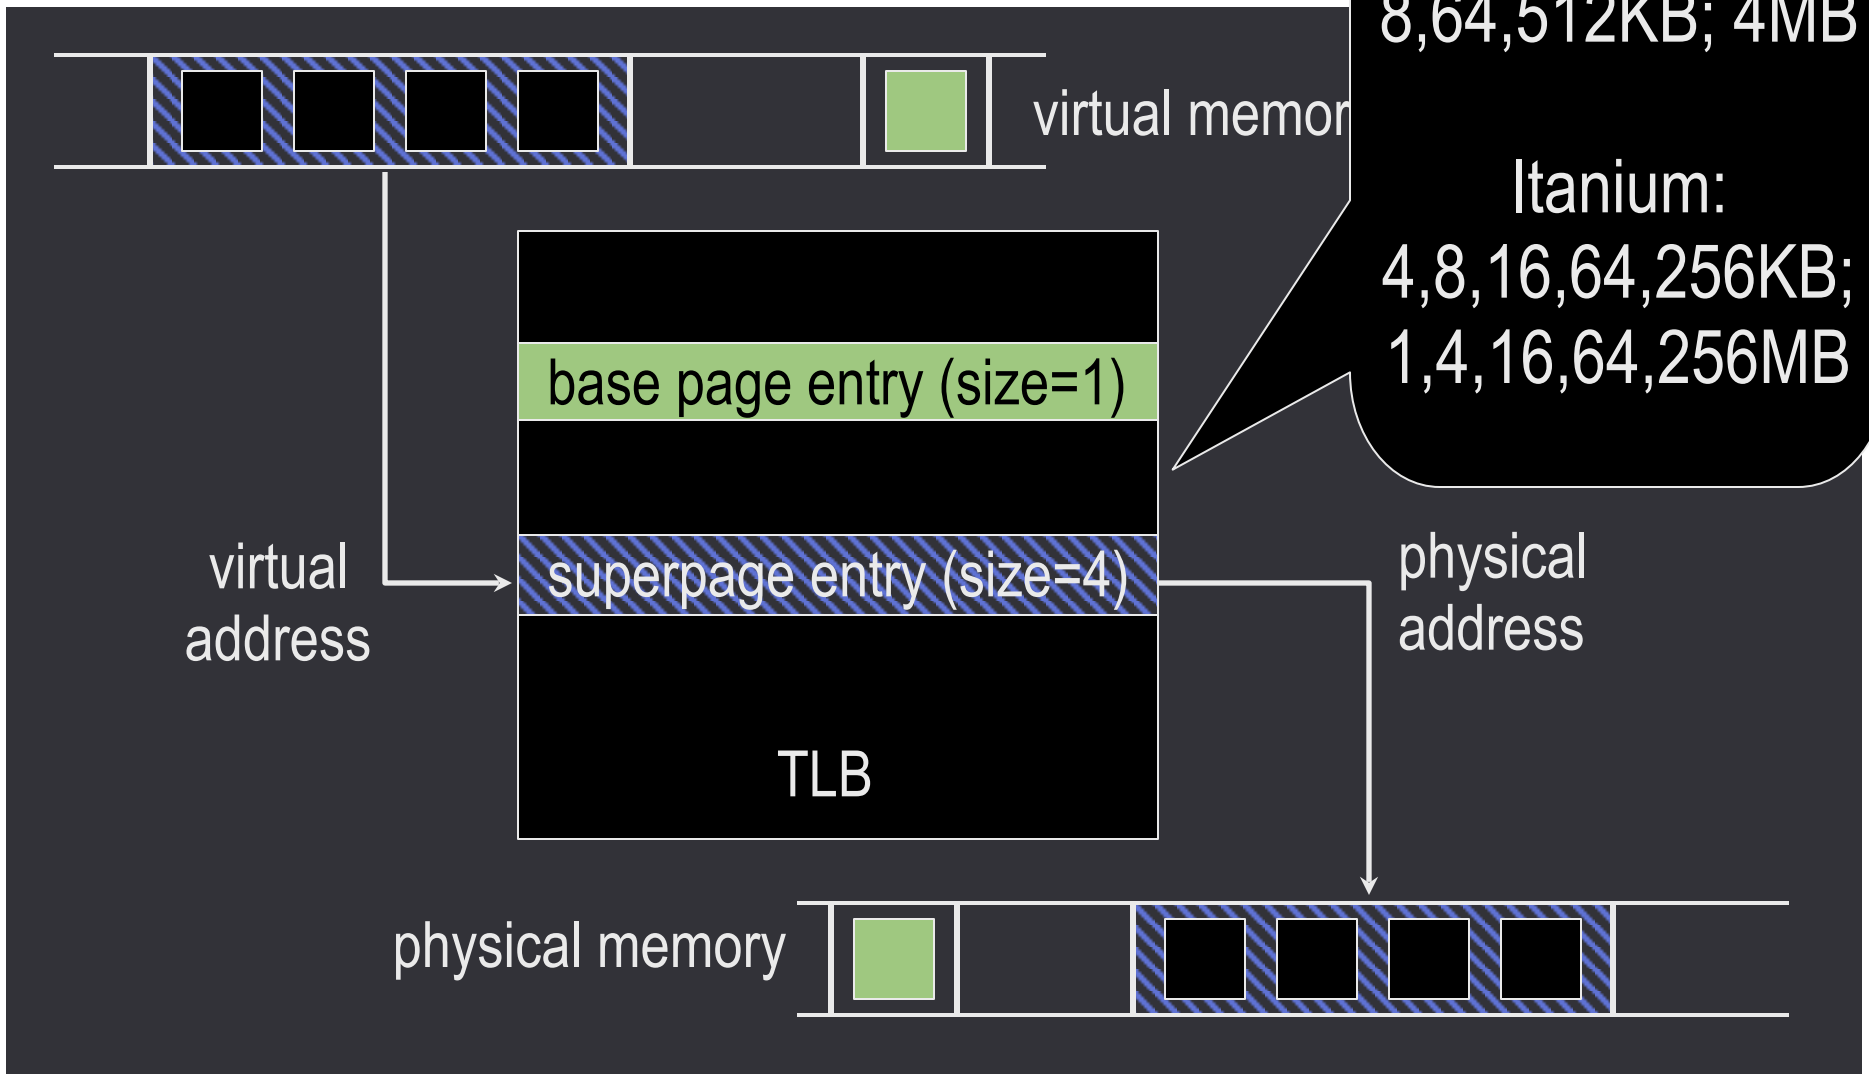 8,64,512KB; 4MB
virtual memor
Itanium:
4,8,16,64,256KB;
1,4,16,64,256MB
base page entry (size=1)
virtual
address
superpage entry (size=4)
physical
address
TLB
physical memory